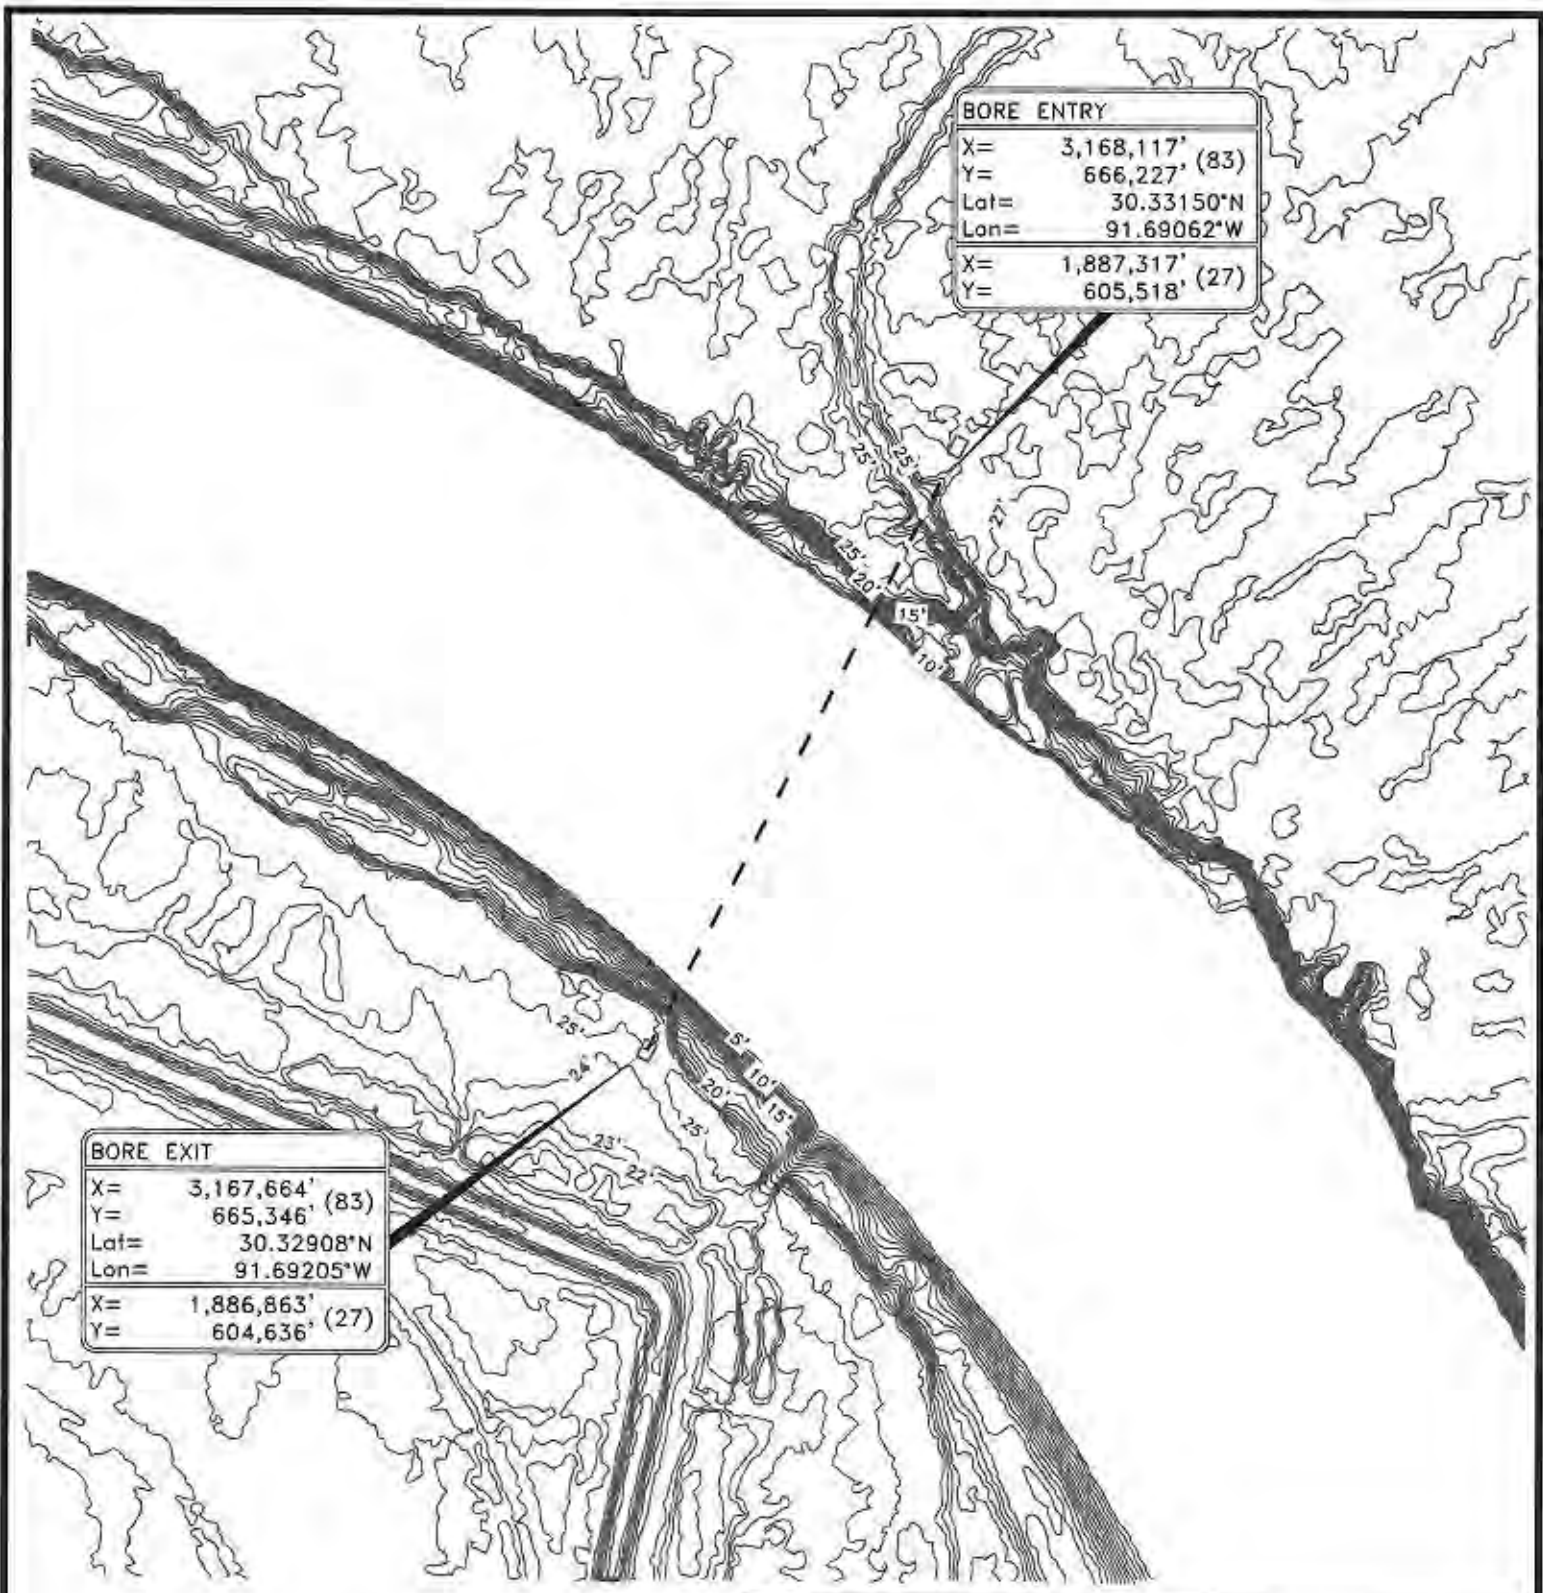 BORE ENTRY
X= 3,168,117' (83)
Y= 666,227'
Lat= 30.33150°N
Lon= 91.69062°W
X= 1,887,317' (27)
Y= 605,518'
25'
25'
27'
25'
20'
15'
10'
25'
5'
24'
10'
20'
15'
25'
23'
22'
BORE EXIT
X= 3,167,664' (83)
Y= 665,346'
Lat= 30.32908°N
Lon= 91.69205°W
X= 1,886,863' (27)
Y= 604,636'